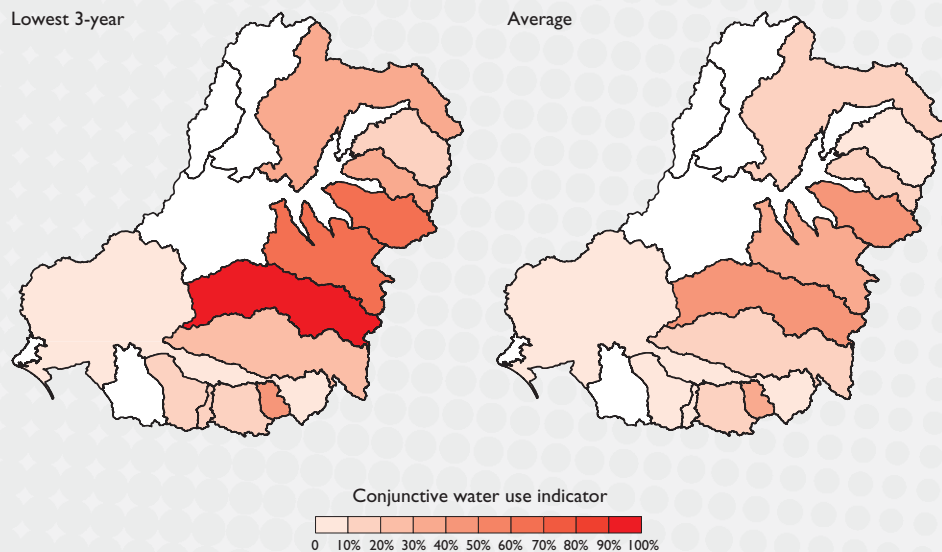 Lowest 3-year
Average
Conjunctive water use indicator
0 10% 20% 30% 40% 50% 60% 70% 80% 90% 100%